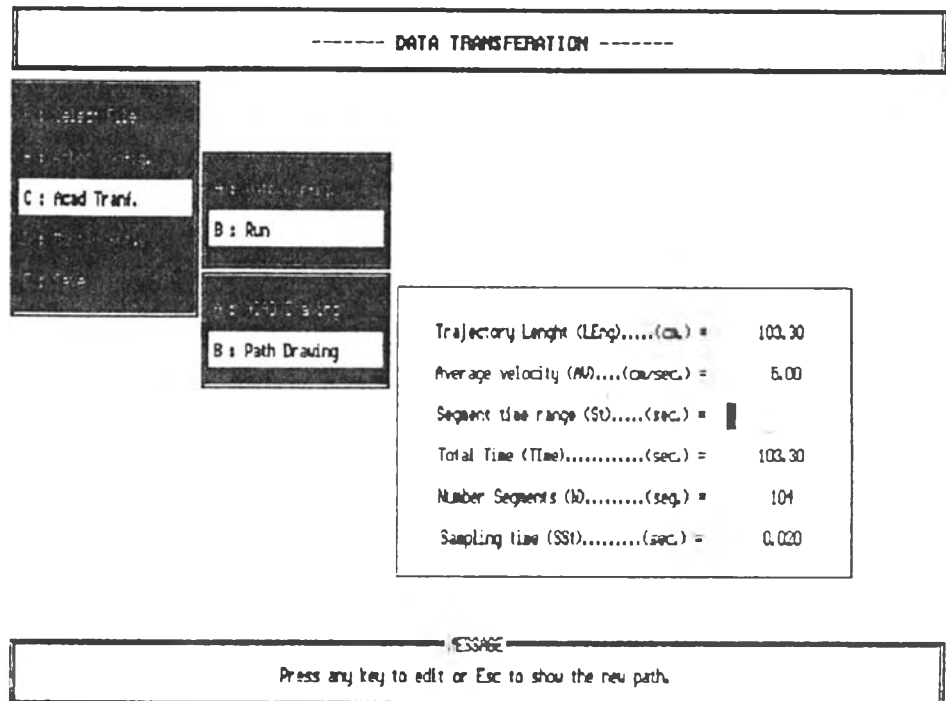 ------- DATA TRANSFERATION -------
: Select File
C : Acad Tranf.
B : Run
B : Path Drawing
Trajectory Lenght (LEng).....(cm.) = 103.30
Average velocity (AV)....(cm/sec.) = 5.00
Segment time range (St).....(sec.) =
Total Time (TIme)............(sec.) = 103.30
Number Segments (N).........(seg.) = 104
Sampling time (SSt).........(sec.) = 0.020
MESSAGE
Press any key to edit or Esc to show the new path.